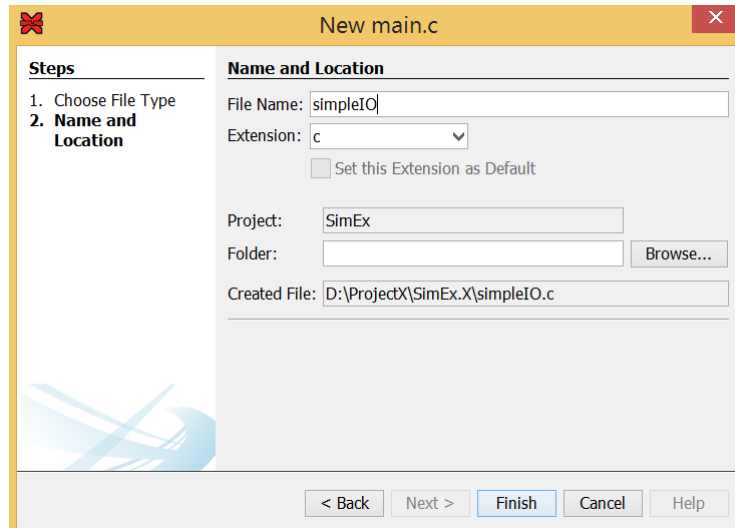 New main.c
X
Steps
1. Choose File Type
2. Name and
Location
Name and Location
File Name: simpleIO
Extension: c
Set this Extension as Default
Project: SimEx
Folder: Browse...
Created File: D:\ProjectX\SimEx.X\simpleIO.c
< Back Next > Finish Cancel Help